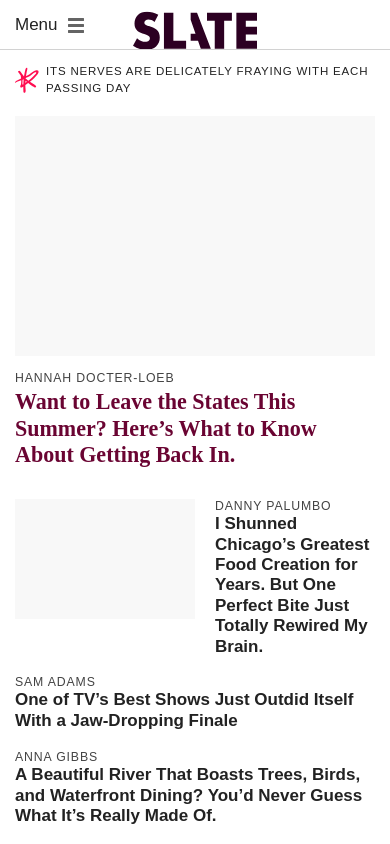 Menu
SLATE
ITS NERVES ARE DELICATELY FRAYING WITH EACH
PASSING DAY
HANNAH DOCTER-LOEB
Want to Leave the States This
Summer? Here’s What to Know
About Getting Back In.
DANNY PALUMBO
I Shunned
Chicago’s Greatest
Food Creation for
Years. But One
Perfect Bite Just
Totally Rewired My
Brain.
SAM ADAMS
One of TV’s Best Shows Just Outdid Itself
With a Jaw-Dropping Finale
ANNA GIBBS
A Beautiful River That Boasts Trees, Birds,
and Waterfront Dining? You’d Never Guess
What It’s Really Made Of.